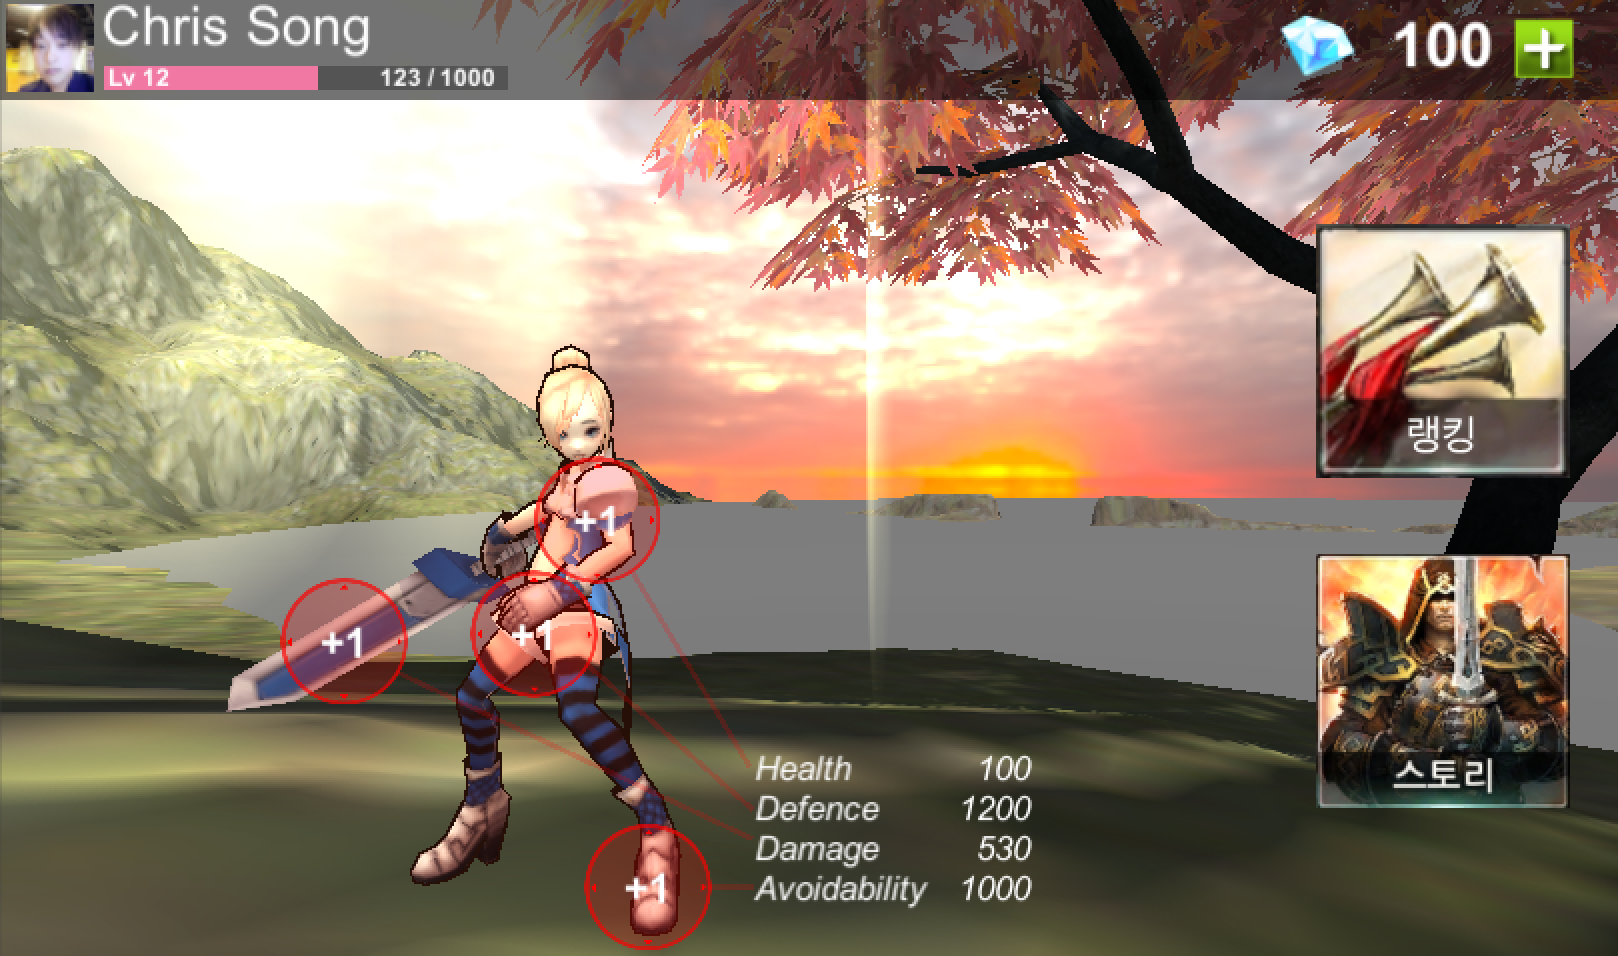 Chris Song
Lv 12
123 / 1000
100
랭킹
+1
+1
+1
스토리
Health 100
Defence 1200
Damage 530
Avoidability 1000
+1